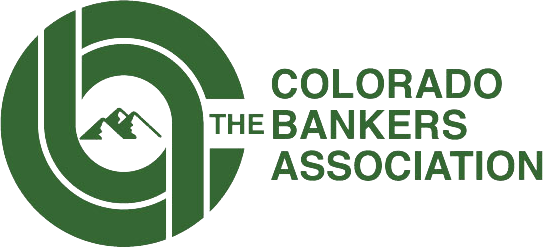 COLORADO
THE BANKERS
ASSOCIATION